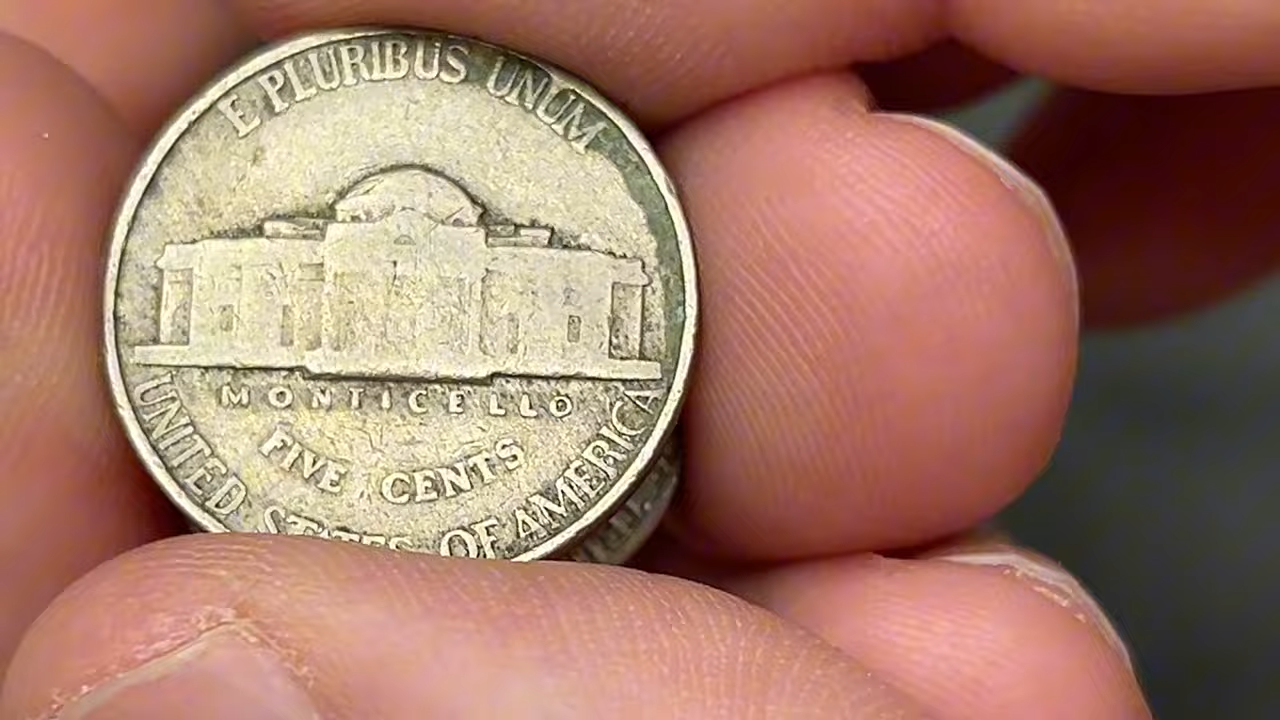 E PLURIBUS UNUM
MONTICELLO
FIVE CENTS
UNITED STATES OF AMERICA